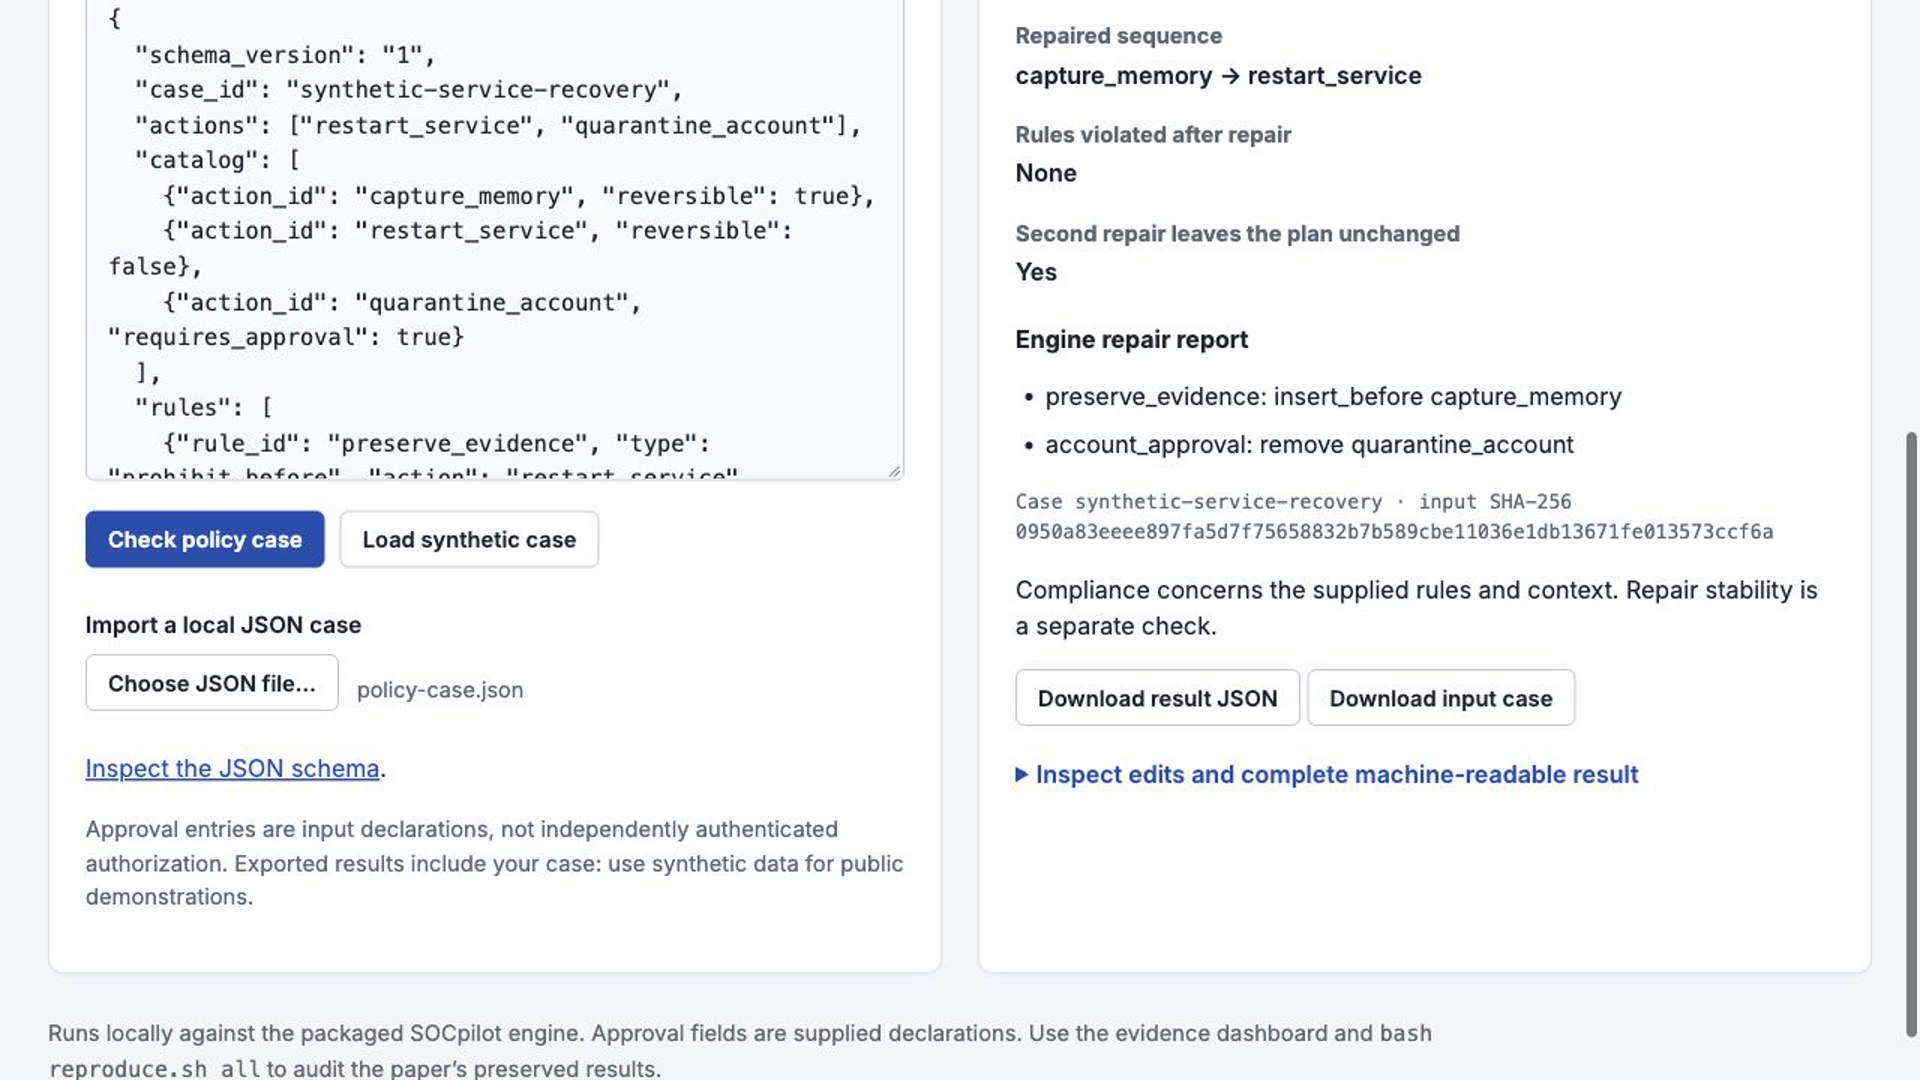 {
  "schema_version": "1",
  "case_id": "synthetic-service-recovery",
  "actions": ["restart_service", "quarantine_account"],
  "catalog": [
    {"action_id": "capture_memory", "reversible": true},
    {"action_id": "restart_service", "reversible":
false},
    {"action_id": "quarantine_account",
"requires_approval": true}
  ],
  "rules": [
    {"rule_id": "preserve_evidence", "type":
"prohibit_before", "action": "restart_service",
Check policy case
Load synthetic case
Import a local JSON case
Choose JSON file...
policy-case.json
Inspect the JSON schema.
Approval entries are input declarations, not independently authenticated
authorization. Exported results include your case: use synthetic data for public
demonstrations.
Repaired sequence
capture_memory → restart_service
Rules violated after repair
None
Second repair leaves the plan unchanged
Yes
Engine repair report
• preserve_evidence: insert_before capture_memory
• account_approval: remove quarantine_account
Case synthetic-service-recovery · input SHA-256
0950a83eeee897fa5d7f75658832b7b589cbe11036e1db13671fe013573ccf6a
Compliance concerns the supplied rules and context. Repair stability is
a separate check.
Download result JSON
Download input case
▶ Inspect edits and complete machine-readable result
Runs locally against the packaged SOCpilot engine. Approval fields are supplied declarations. Use the evidence dashboard and bash
reproduce.sh all to audit the paper’s preserved results.